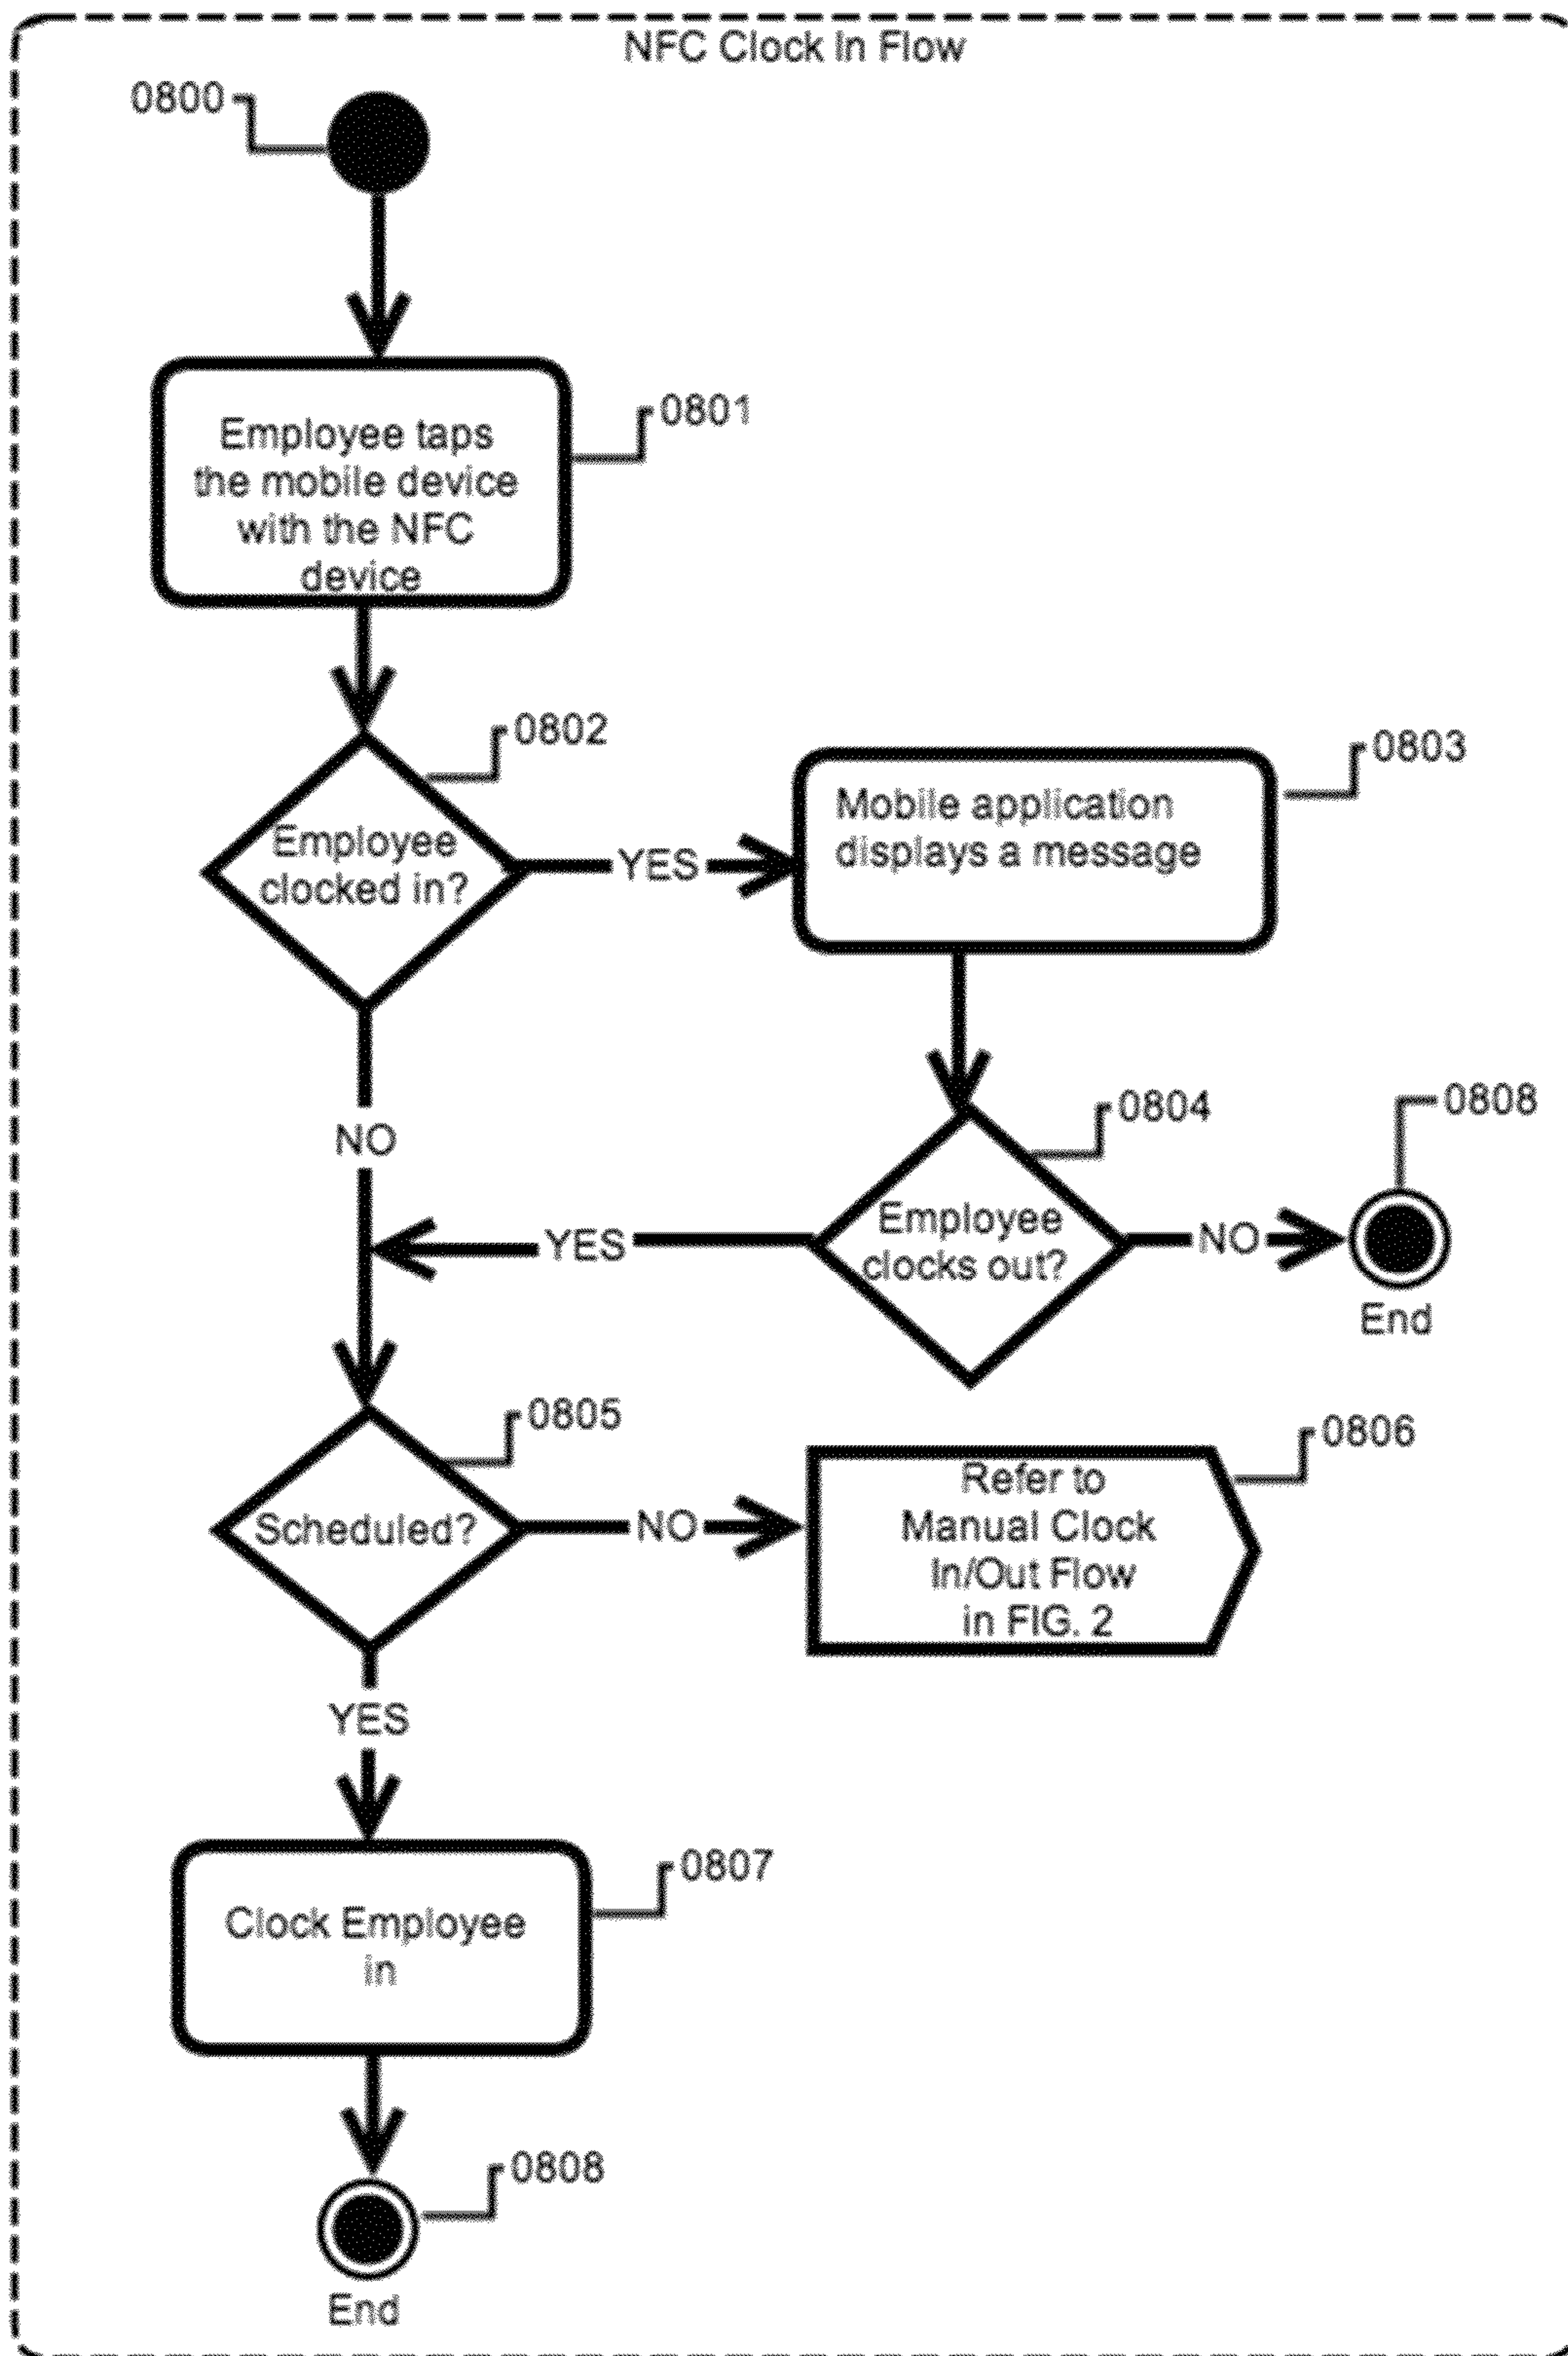 NFC Clock In Flow
0800
Employee taps
the mobile device
with the NFC
device
0801
0802
Employee
clocked in?
YES
Mobile application
displays a message
0803
NO
0804
Employee
clocks out?
YES
NO
0808
End
0805
Scheduled?
NO
0806
Refer to
Manual Clock
In/Out Flow
in FIG. 2
YES
0807
Clock Employee
in
0808
End